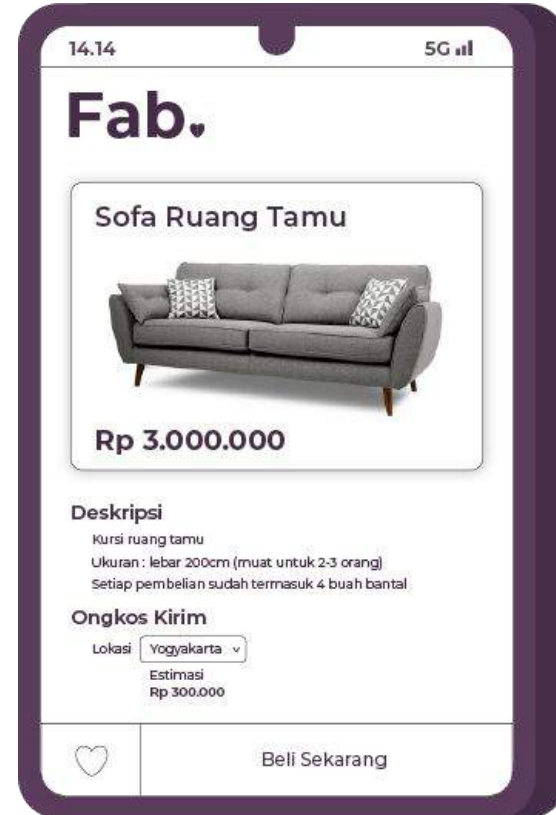 14.14
5G
Fab.
Sofa Ruang Tamu
Rp 3.000.000
Deskripsi
Kursi ruang tamu
Ukuran : lebar 200cm (muat untuk 2-3 orang)
Setiap pembelian sudah termasuk 4 buah bantal
Ongkos Kirim
Lokasi Yogyakarta
Estimasi
Rp 300.000
Beli Sekarang